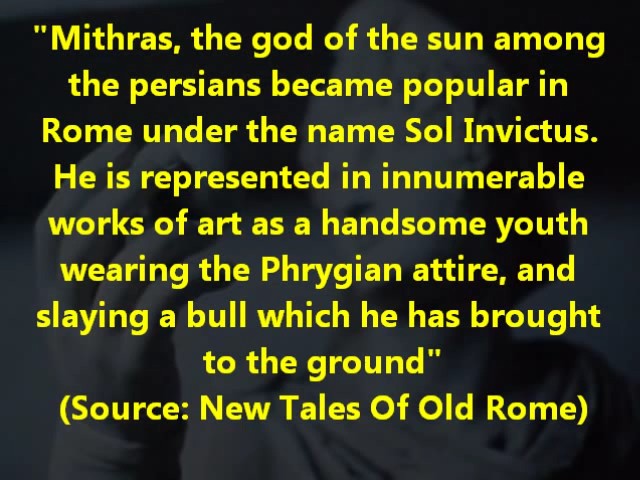 "Mithras, the god of the sun among
the persians became popular in
Rome under the name Sol Invictus.
He is represented in innumerable
works of art as a handsome youth
wearing the Phrygian attire, and
slaying a bull which he has brought
to the ground"
(Source: New Tales Of Old Rome)